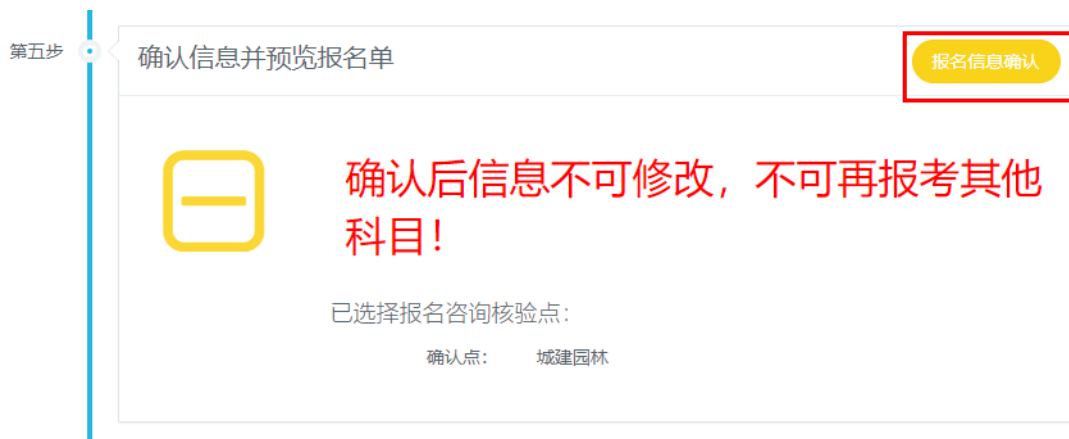 第五步
确认信息并预览报名单
报名信息确认
确认后信息不可修改，不可再报考其他
科目！
已选择报名咨询核验点：
确认点： 城建园林